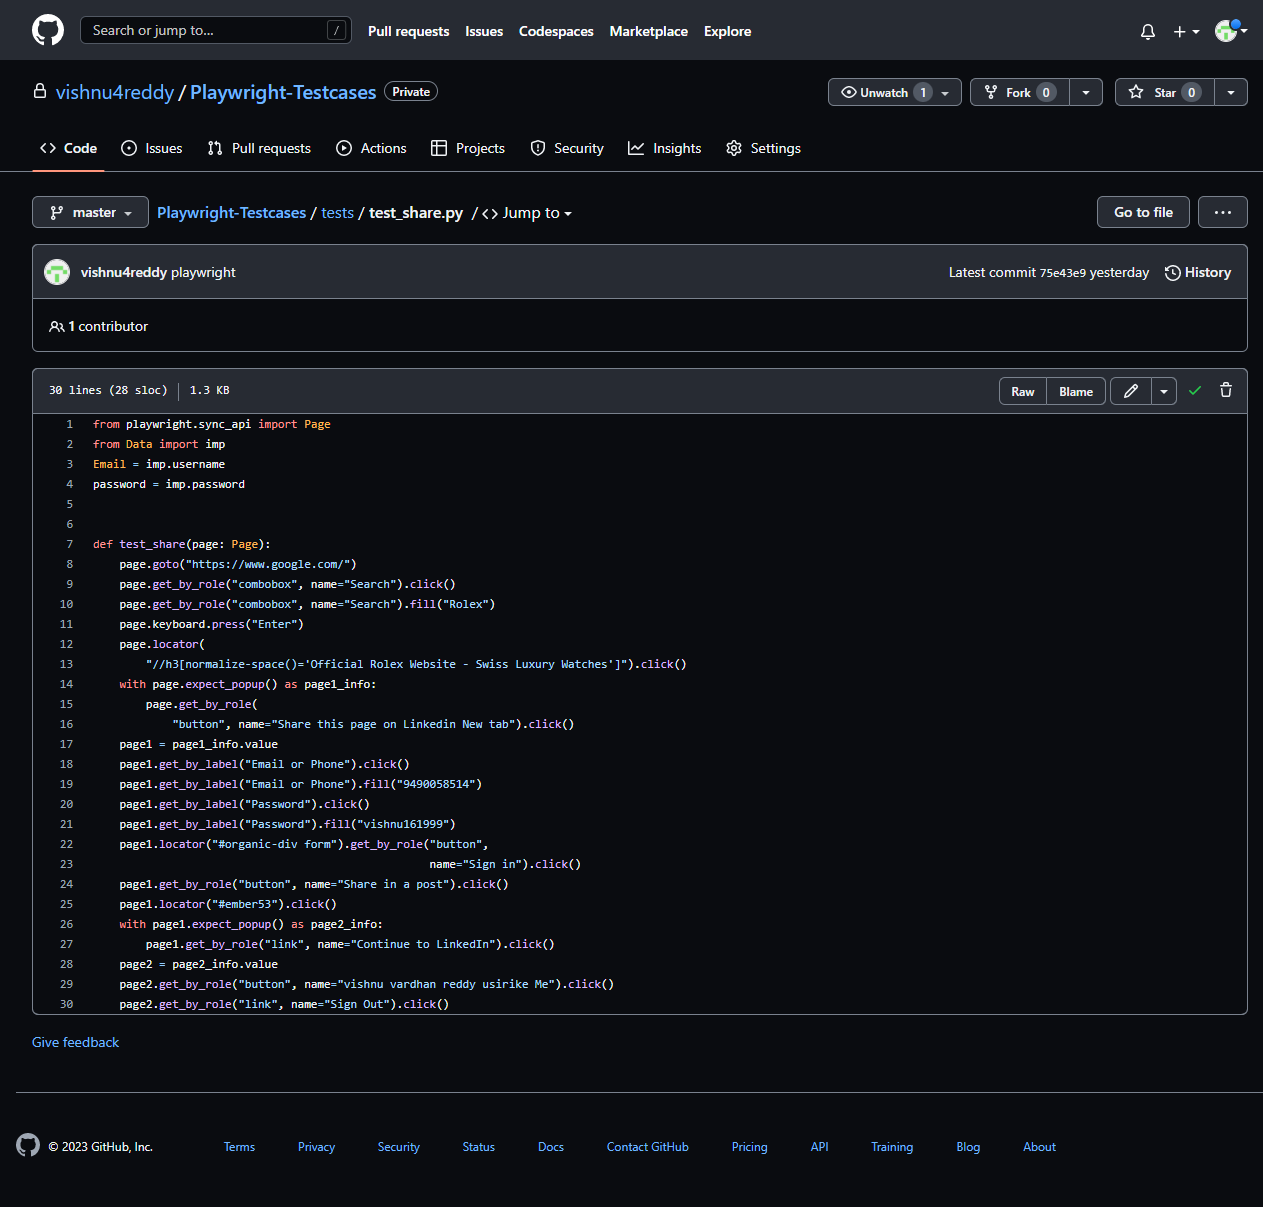 Search or jump to... /
Pull requests Issues Codespaces Marketplace Explore
vishnu4reddy / Playwright-Testcases Private
Unwatch 1 Fork 0 Star 0
Code Issues Pull requests Actions Projects Security Insights Settings
master Playwright-Testcases / tests / test_share.py / <> Jump to
Go to file ...
vishnu4reddy playwright
Latest commit 75e43e9 yesterday History
1 contributor
30 lines (28 sloc) 1.3 KB
Raw Blame
1 from playwright.sync_api import Page
2 from Data import imp
3 Email = imp.username
4 password = imp.password
5
6
7 def test_share(page: Page):
8     page.goto("https://www.google.com/")
9     page.get_by_role("combobox", name="Search").click()
10     page.get_by_role("combobox", name="Search").fill("Rolex")
11     page.keyboard.press("Enter")
12     page.locator(
13         "//h3[normalize-space()='Official Rolex Website - Swiss Luxury Watches']").click()
14     with page.expect_popup() as page1_info:
15         page.get_by_role(
16             "button", name="Share this page on Linkedin New tab").click()
17     page1 = page1_info.value
18     page1.get_by_label("Email or Phone").click()
19     page1.get_by_label("Email or Phone").fill("9490058514")
20     page1.get_by_label("Password").click()
21     page1.get_by_label("Password").fill("vishnu161999")
22     page1.locator("#organic-div form").get_by_role("button",
23                                                    name="Sign in").click()
24     page1.get_by_role("button", name="Share in a post").click()
25     page1.locator("#ember53").click()
26     with page1.expect_popup() as page2_info:
27         page1.get_by_role("link", name="Continue to LinkedIn").click()
28     page2 = page2_info.value
29     page2.get_by_role("button", name="vishnu vardhan reddy usirike Me").click()
30     page2.get_by_role("link", name="Sign Out").click()
Give feedback
© 2023 GitHub, Inc. Terms Privacy Security Status Docs Contact GitHub Pricing API Training Blog About